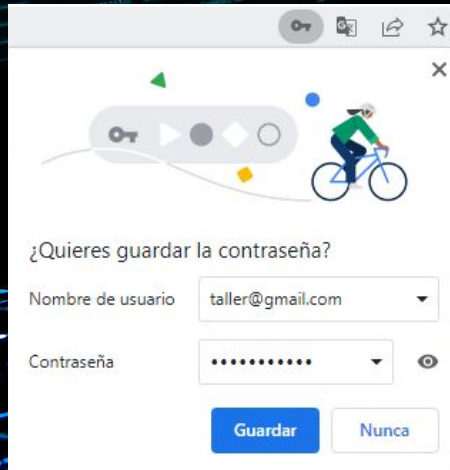 ¿Quieres guardar la contraseña?
Nombre de usuario taller@gmail.com
Contraseña •••••••••••
Guardar Nunca